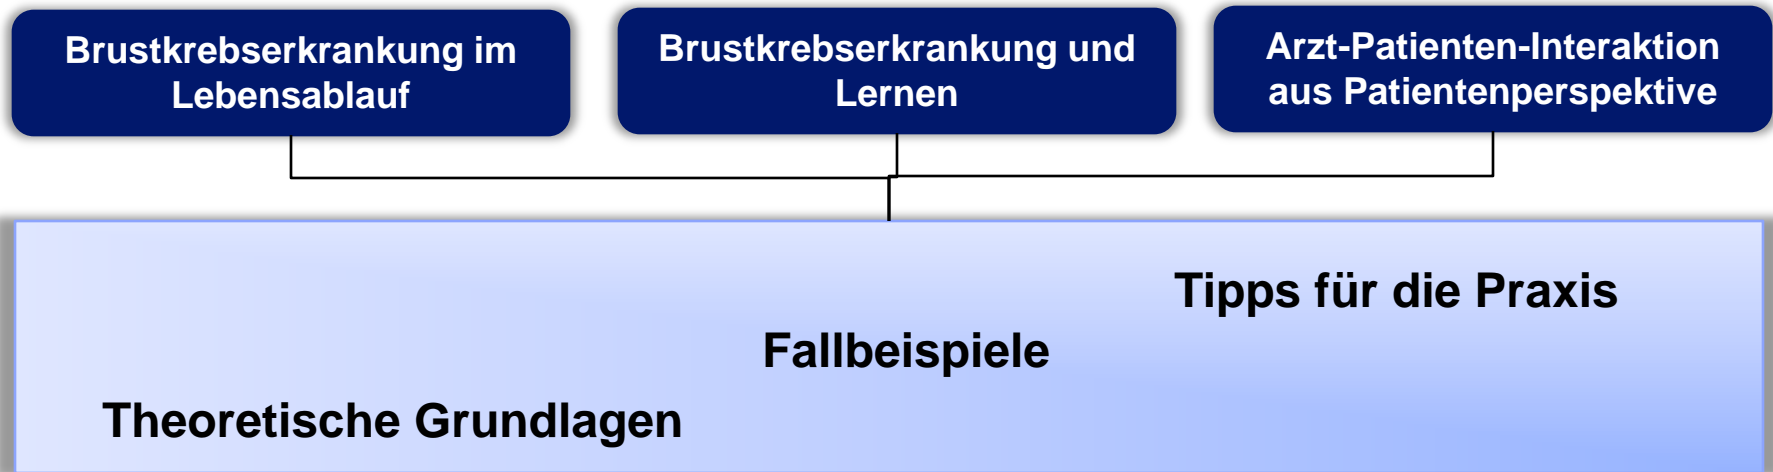 Brustkrebserkrankung im
Lebensablauf
Brustkrebserkrankung und
Lernen
Arzt-Patienten-Interaktion
aus Patientenperspektive
Tipps für die Praxis
Fallbeispiele
Theoretische Grundlagen